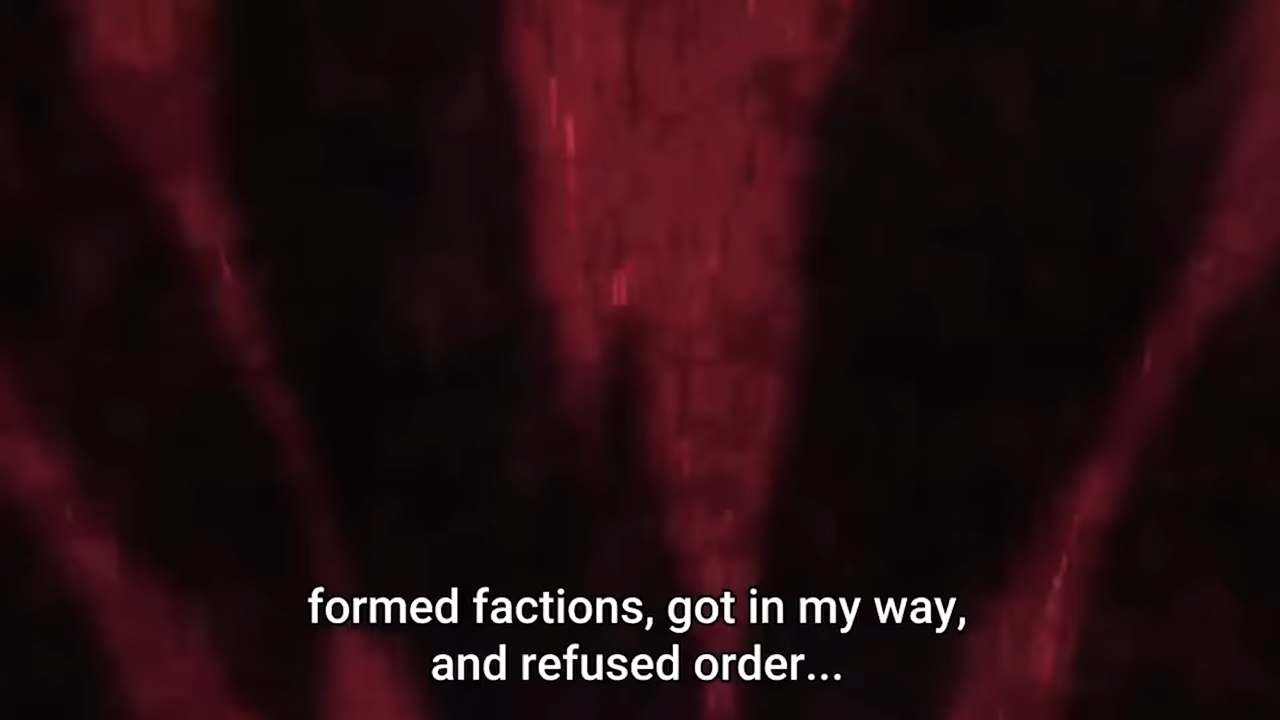 formed factions, got in my way,
and refused order...